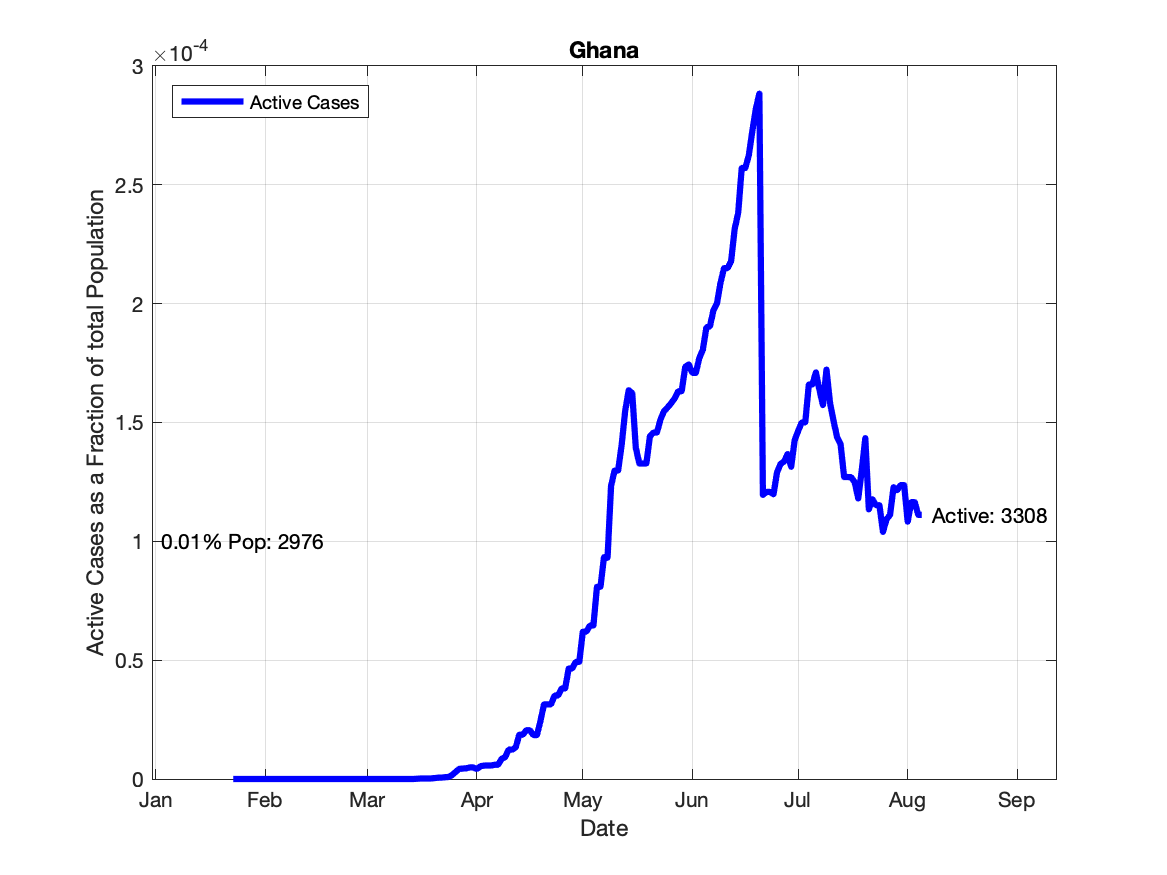 Ghana
×10-4
3
2.5
2
1.5
1
0.5
0
Active Cases as a Fraction of total Population
Active Cases
0.01% Pop: 2976
Active: 3308
Jan Feb Mar Apr May Jun Jul Aug Sep
Date